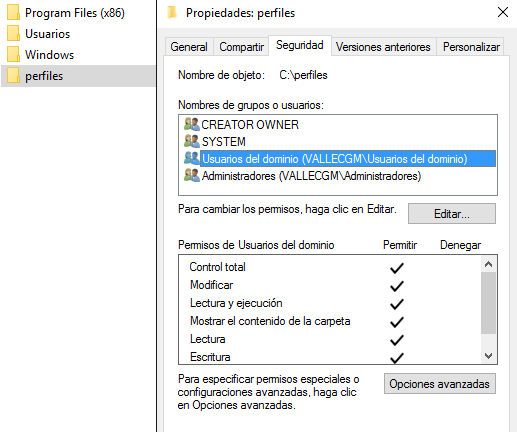 Program Files (x86)
Usuarios
Windows
perfiles
Propiedades: perfiles
General Compartir Seguridad Versiones anteriores Personalizar
Nombre de objeto: C:\perfiles
Nombres de grupos o usuarios:
CREATOR OWNER
SYSTEM
Usuarios del dominio (VALLECGM\Usuarios del dominio)
Administradores (VALLECGM\Administradores)
Para cambiar los permisos, haga clic en Editar. Editar...
Permisos de Usuarios del dominio Permitir Denegar
Control total
Modificar
Lectura y ejecución
Mostrar el contenido de la carpeta
Lectura
Escritura
Para especificar permisos especiales o
configuraciones avanzadas, haga clic
en Opciones avanzadas.
Opciones avanzadas